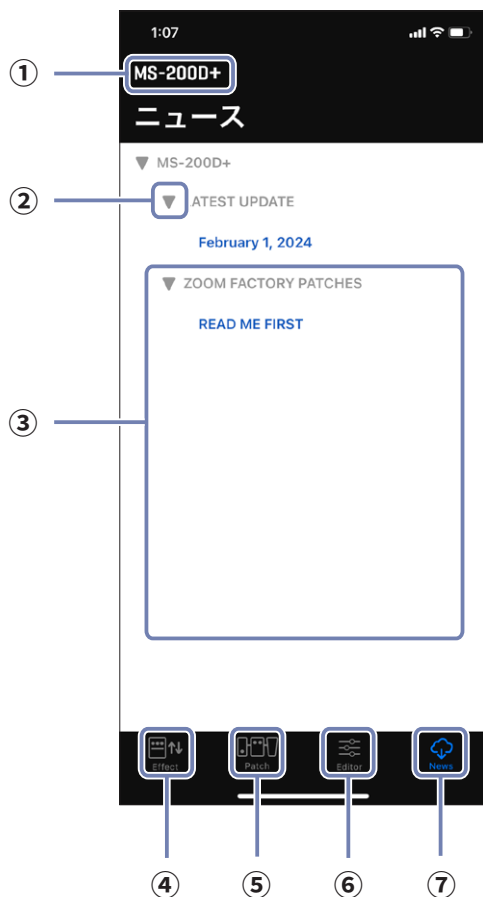 1:07
① MS-200D+
ニュース
▼ MS-200D+
② ▼ ATEST UPDATE
February 1, 2024
▼ ZOOM FACTORY PATCHES
READ ME FIRST
③
Effect Patch Editor News
④ ⑤ ⑥ ⑦